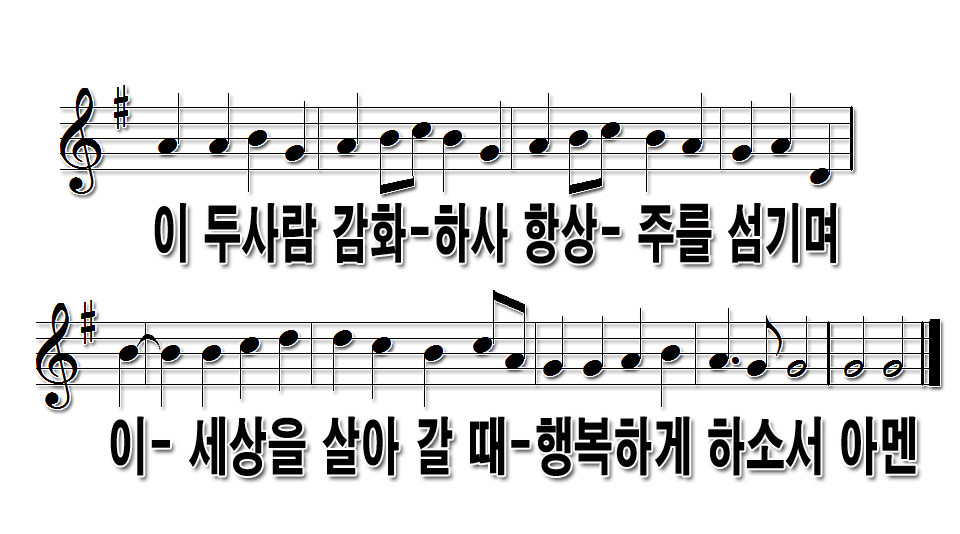 이 두사람 감화-하사 항상- 주를 섬기며
이- 세상을 살아 갈 때-행복하게 하소서 아멘